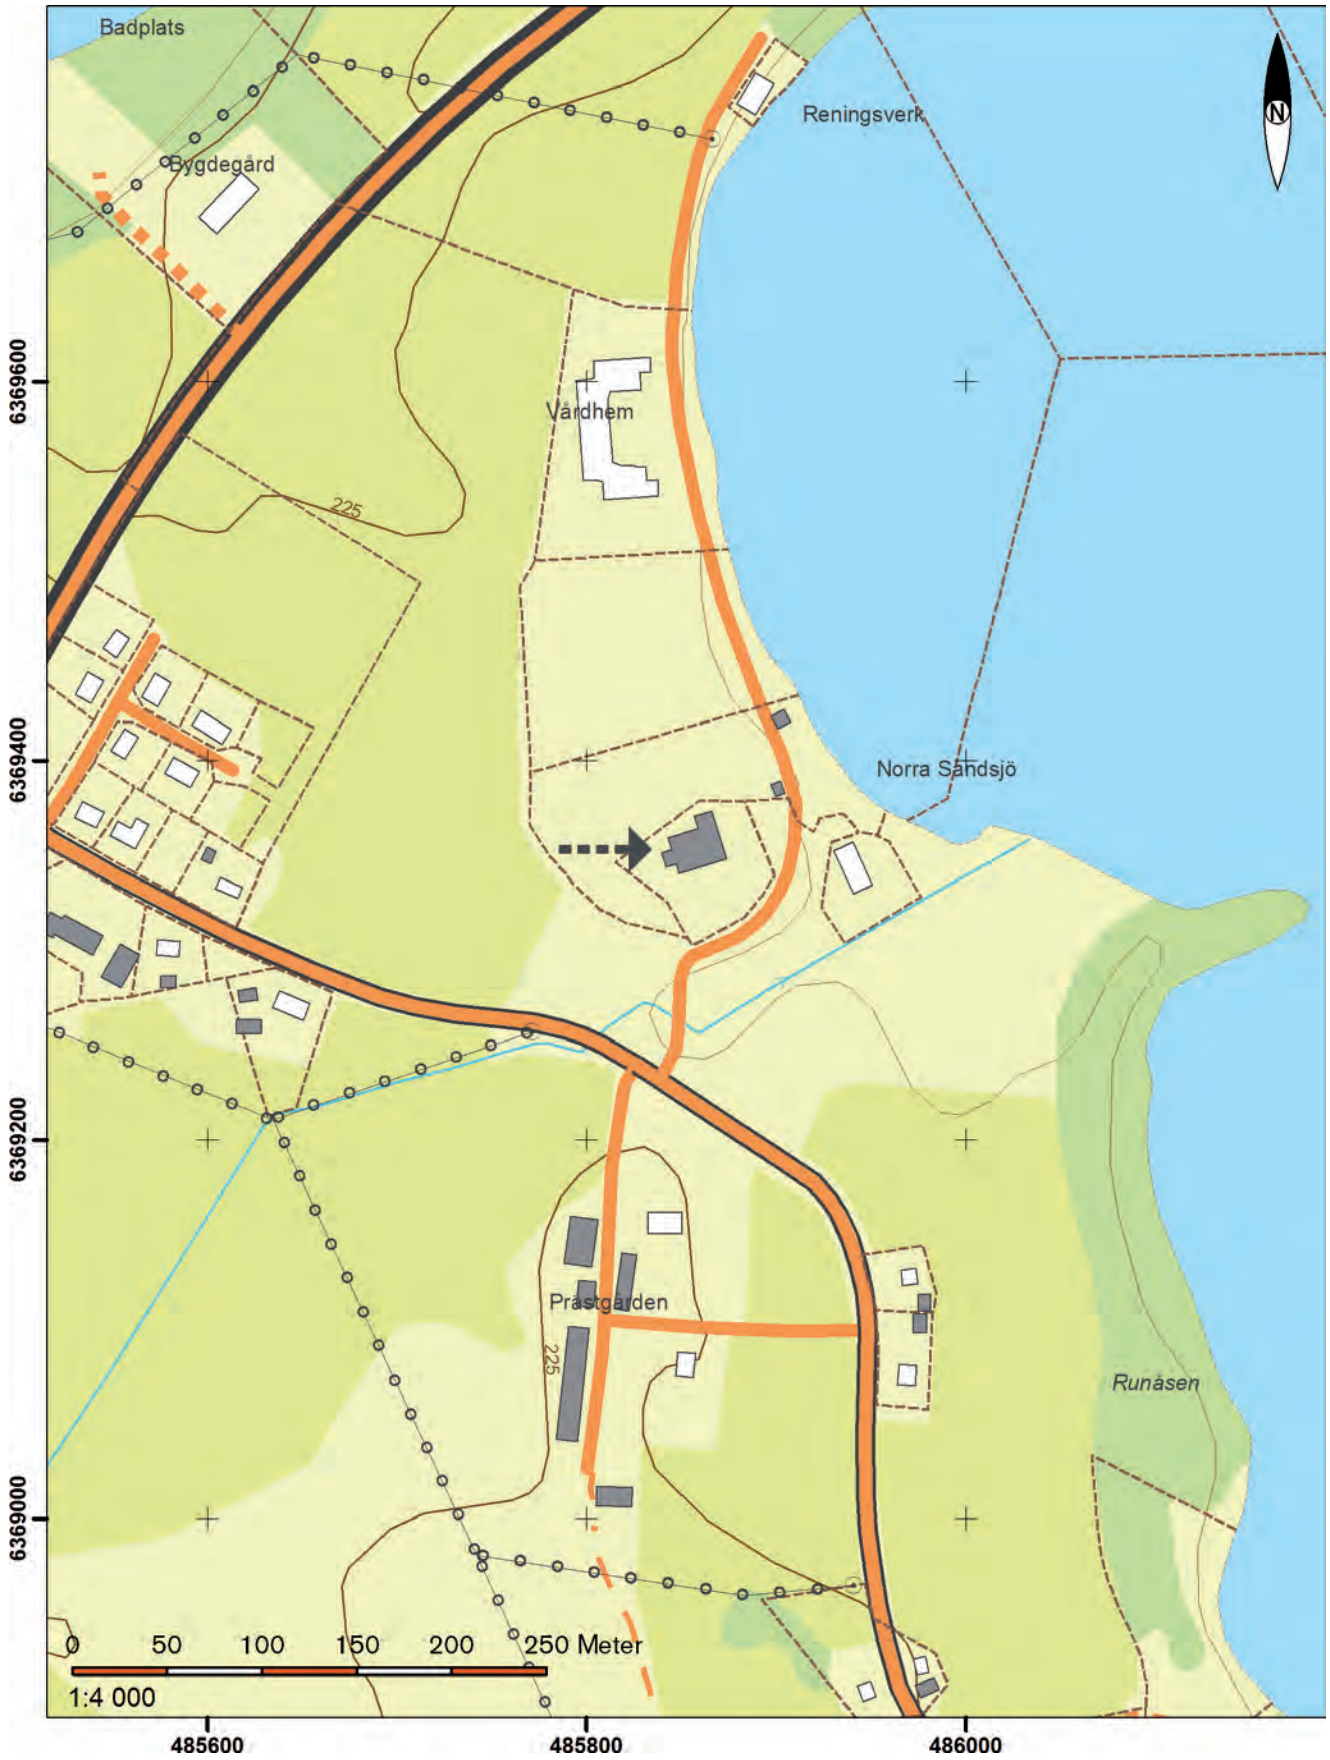 Badplats
Reningsverk
N
Bygdegård
6369600
Vårdhem
225
6369400
Norra Sandsjö
6369200
Prästgården
225
Runåsen
6369000
0 50 100 150 200 250 Meter
1:4 000
485600 485800 486000